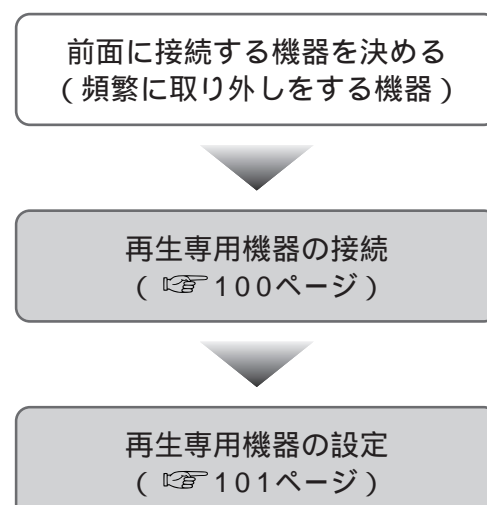 前面に接続する機器を決める
（頻繁に取り外しをする機器）
再生専用機器の接続
（☞100ページ）
再生専用機器の設定
（☞101ページ）